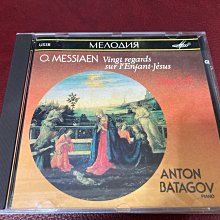 МЕЛОДИЯ
O. MESSIAEN Vingt regards
sur l'Enfant-Jésus
ANTON
BATAGOV
PIANO